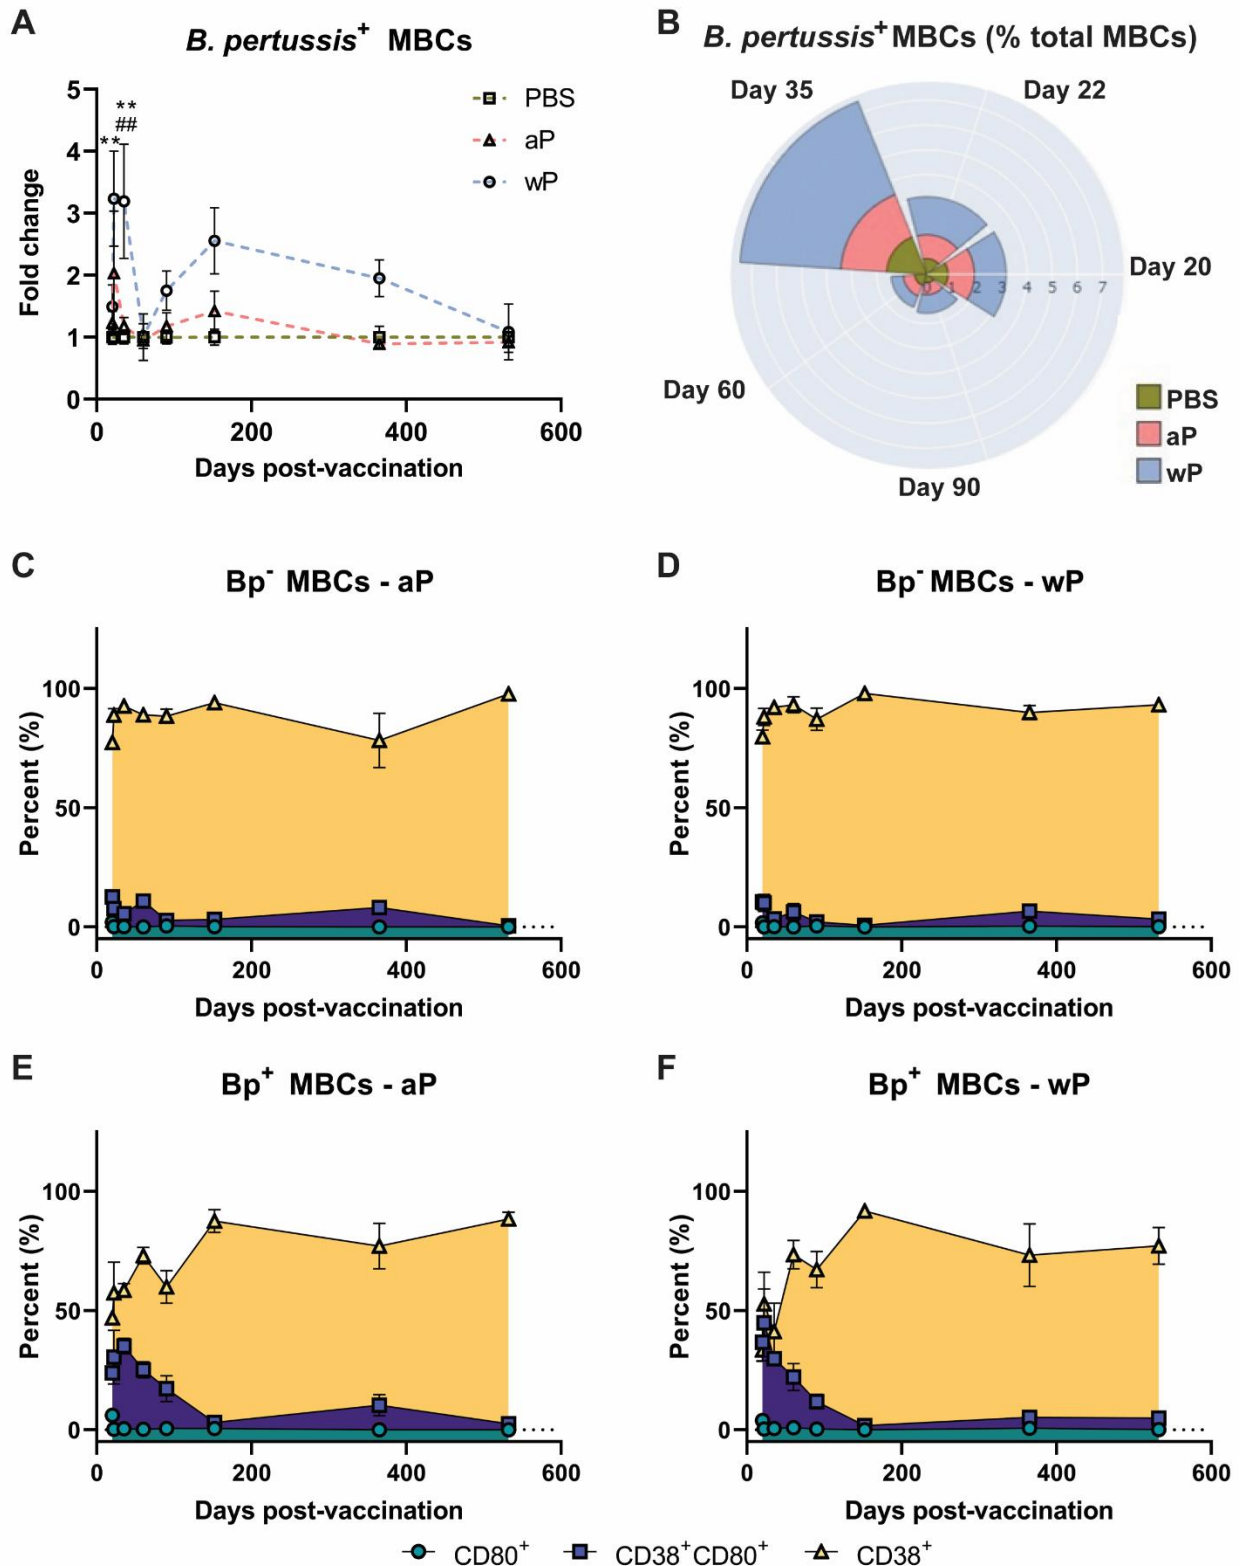 A
B. pertussis+ MBCs
5
4
3
2
1
0
Fold change
**
##
**
PBS
aP
wP
0 200 400 600
Days post-vaccination
B
B. pertussis+ MBCs (% total MBCs)
Day 35
Day 22
Day 20
Day 60
Day 90
0 1 2 3 4 5 6 7
PBS
aP
wP
C
Bp- MBCs - aP
100
50
0
Percent (%)
0 200 400 600
Days post-vaccination
D
Bp- MBCs - wP
100
50
0
Percent (%)
0 200 400 600
Days post-vaccination
E
Bp+ MBCs - aP
100
50
0
Percent (%)
0 200 400 600
Days post-vaccination
F
Bp+ MBCs - wP
100
50
0
Percent (%)
0 200 400 600
Days post-vaccination
CD80+ CD38+CD80+ CD38+